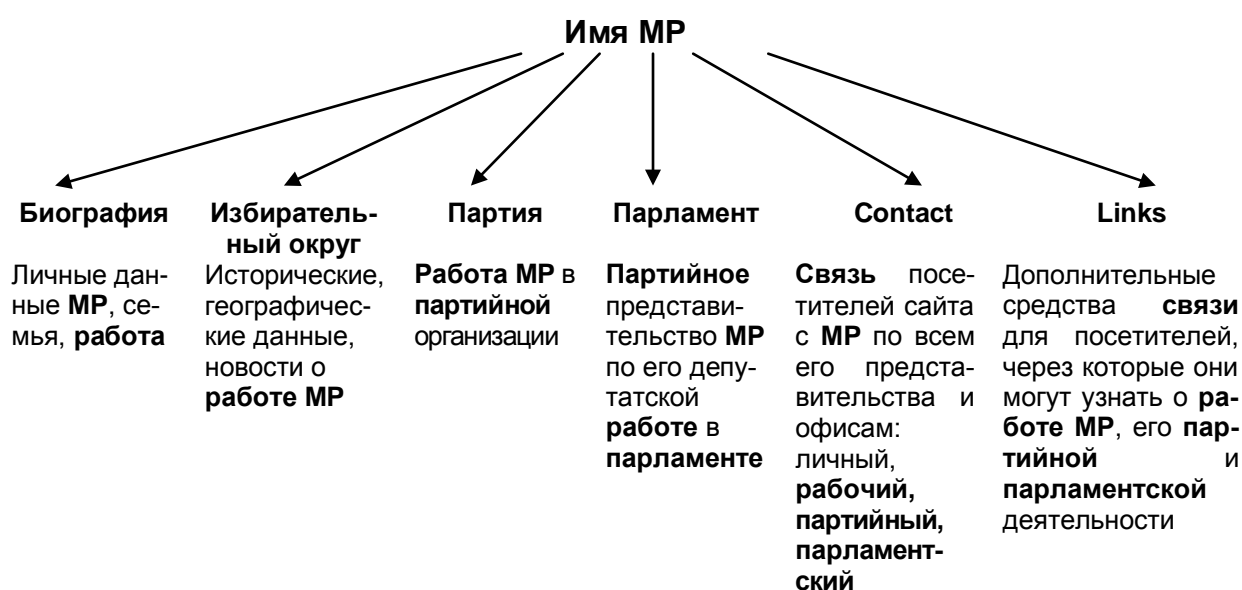 Имя МР
Биография
Личные дан-
ные МР, се-
мья, работа
Избиратель-
ный округ
Исторические,
географичес-
кие данные,
новости о
работе МР
Партия
Работа МР в
партийной
организации
Парламент
Партийное
представи-
тельство МР
по его депу-
татской
работе в
парламенте
Contact
Связь посе-
тителей сайта
с МР по всем
его предста-
вительства и
офисам:
личный,
рабочий,
партийный,
парламент-
ский
Links
Дополнительные
средства связи
для посетителей,
через которые они
могут узнать о ра-
боте МР, его пар-
тийной и
парламентской
деятельности